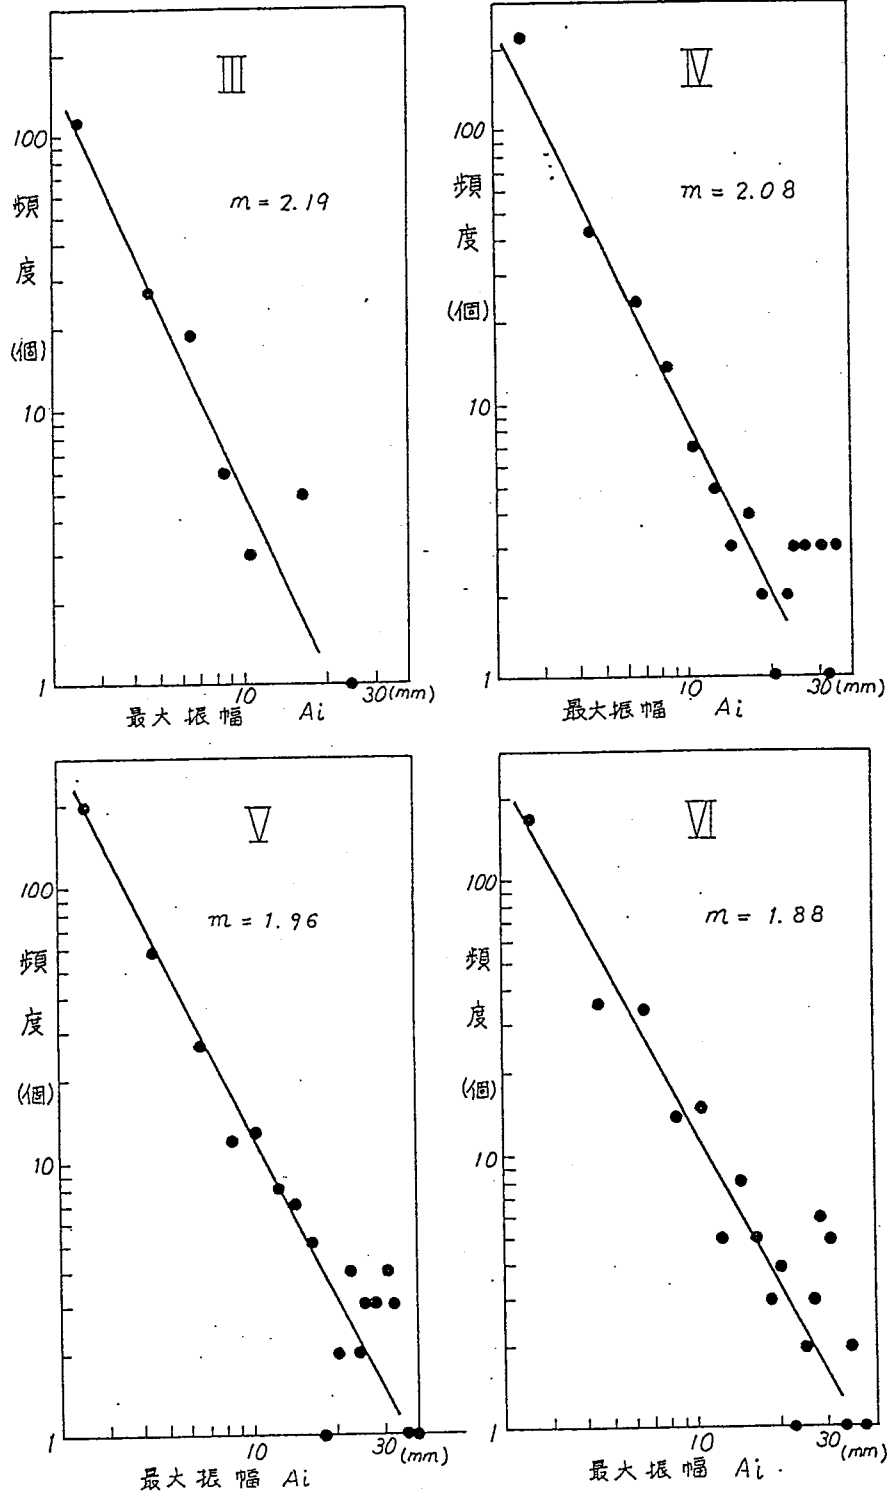 III
100
m = 2.19
頻度(個)
10
1
10
30(mm)
最大振幅 Ai
IV
100
m = 2.08
頻度(個)
10
1
10
30(mm)
最大振幅 Ai
V
100
m = 1.96
頻度(個)
10
1
10
30(mm)
最大振幅 Ai
VI
100
m = 1.88
頻度(個)
10
1
10
30(mm)
最大振幅 Ai